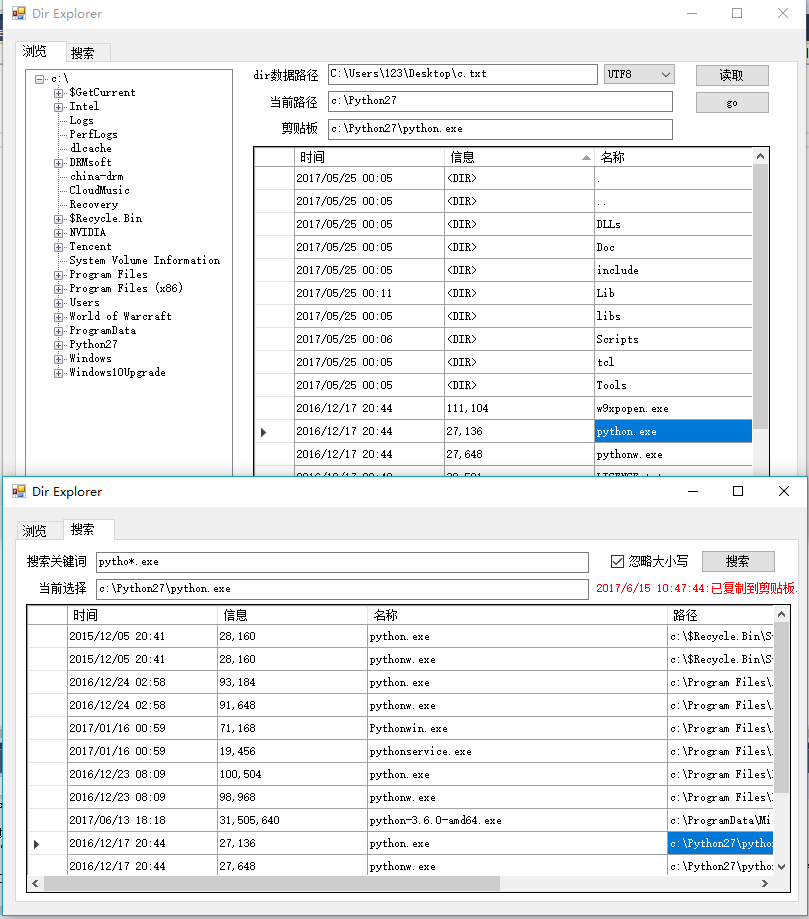 Dir Explorer
浏览 搜索
c:\
$GetCurrent
Intel
Logs
PerfLogs
dlcache
DRMsoft
china-drm
CloudMusic
Recovery
$Recycle.Bin
NVIDIA
Tencent
System Volume Information
Program Files
Program Files (x86)
Users
World of Warcraft
ProgramData
Python27
Windows
Windows10Upgrade
dir数据路径 C:\Users\123\Desktop\c.txt UTF8 读取
当前路径 c:\Python27 go
剪贴板 c:\Python27\python.exe
时间 信息 名称
2017/05/25 00:05 <DIR> .
2017/05/25 00:05 <DIR> ..
2017/05/25 00:05 <DIR> DLLs
2017/05/25 00:05 <DIR> Doc
2017/05/25 00:05 <DIR> include
2017/05/25 00:11 <DIR> Lib
2017/05/25 00:05 <DIR> libs
2017/05/25 00:06 <DIR> Scripts
2017/05/25 00:05 <DIR> tcl
2017/05/25 00:05 <DIR> Tools
2016/12/17 20:44 111,104 w9xpopen.exe
2016/12/17 20:44 27,136 python.exe
2016/12/17 20:44 27,648 pythonw.exe
Dir Explorer
浏览 搜索
搜索关键词 pytho*.exe 忽略大小写 搜索
当前选择 c:\Python27\python.exe 2017/6/15 10:47:44:已复制到剪贴板.
时间 信息 名称 路径
2015/12/05 20:41 28,160 python.exe c:\$Recycle.Bin\S
2015/12/05 20:41 28,160 pythonw.exe c:\$Recycle.Bin\S
2016/12/24 02:58 93,184 python.exe c:\Program Files\
2016/12/24 02:58 91,648 pythonw.exe c:\Program Files\
2017/01/16 00:59 71,168 Pythonwin.exe c:\Program Files\
2017/01/16 00:59 19,456 pythonservice.exe c:\Program Files\
2016/12/23 08:09 100,504 python.exe c:\Program Files\
2016/12/23 08:09 98,968 pythonw.exe c:\Program Files\
2017/06/13 18:18 31,505,640 python-3.6.0-amd64.exe c:\ProgramData\Mi
2016/12/17 20:44 27,136 python.exe c:\Python27\pytho
2016/12/17 20:44 27,648 pythonw.exe c:\Python27\pytho